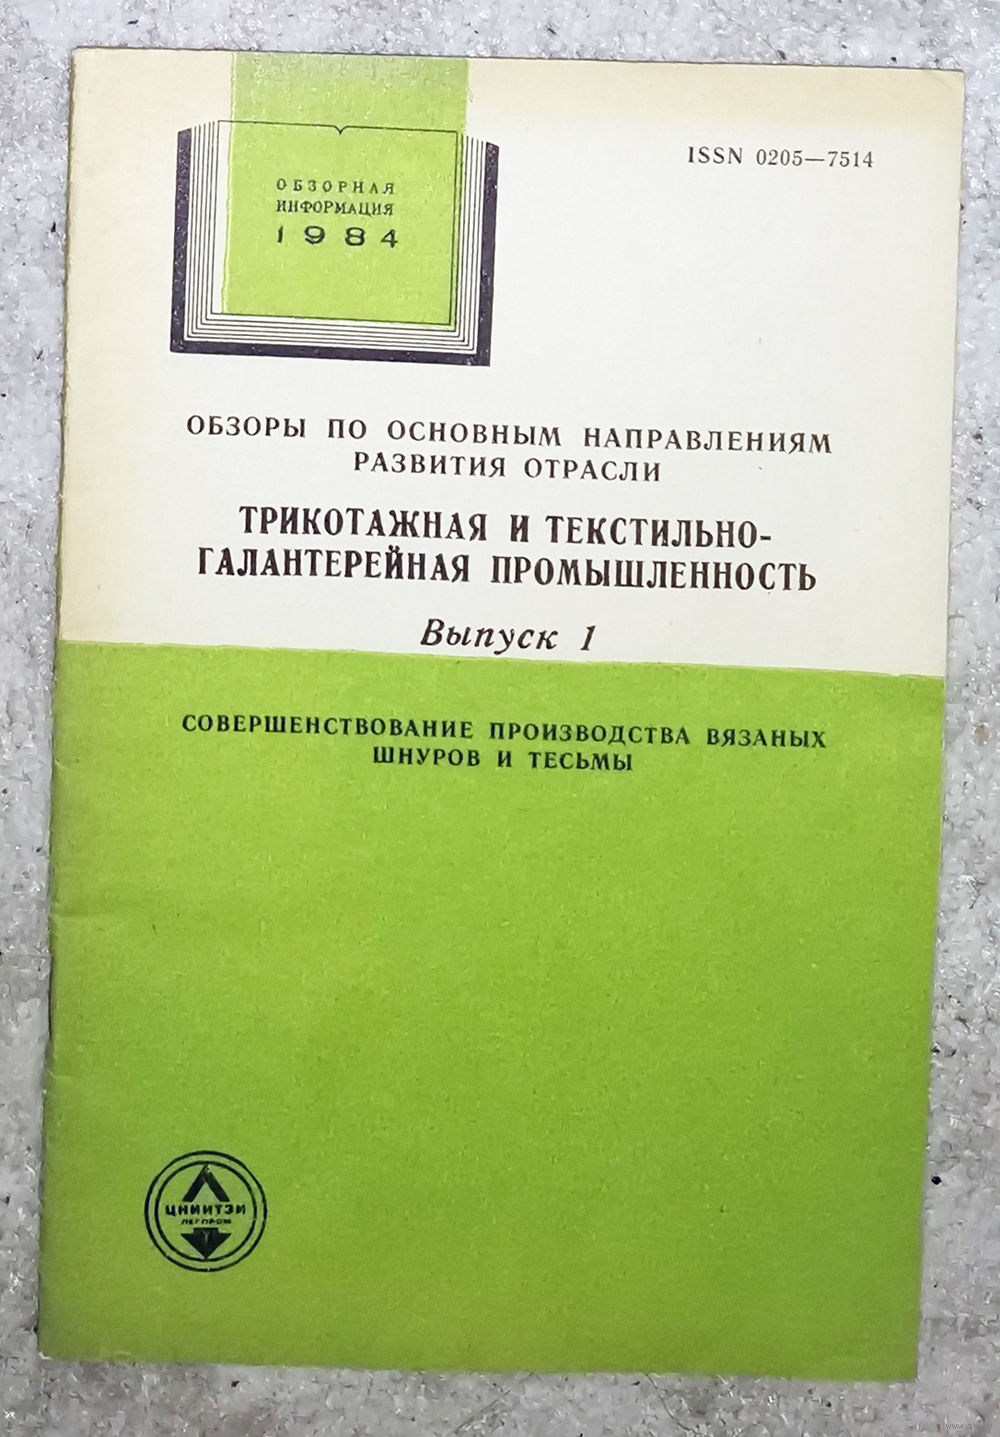 ОБЗОРНАЯ
ИНФОРМАЦИЯ
1984
ISSN 0205—7514
ОБЗОРЫ ПО ОСНОВНЫМ НАПРАВЛЕНИЯМ
РАЗВИТИЯ ОТРАСЛИ
ТРИКОТАЖНАЯ И ТЕКСТИЛЬНО-
ГАЛАНТЕРЕЙНАЯ ПРОМЫШЛЕННОСТЬ
Выпуск 1
СОВЕРШЕНСТВОВАНИЕ ПРОИЗВОДСТВА ВЯЗАНЫХ
ШНУРОВ И ТЕСЬМЫ
ЦНИИТЭИ
ЛЕГПРОМ